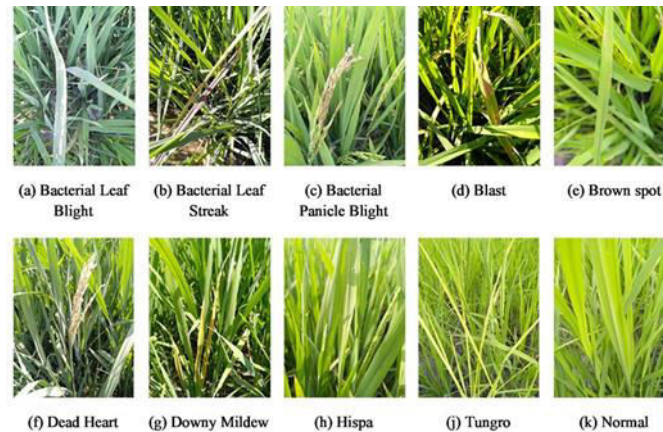 (a) Bacterial Leaf
Blight
(b) Bacterial Leaf
Streak
(c) Bacterial
Panicle Blight
(d) Blast
(e) Brown spot
(f) Dead Heart
(g) Downy Mildew
(h) Hispa
(j) Tungro
(k) Normal